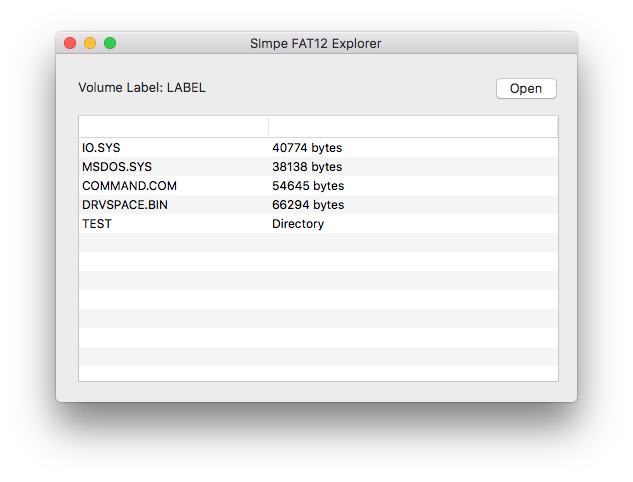 SImpe FAT12 Explorer
Volume Label: LABEL
Open
IO.SYS 40774 bytes
MSDOS.SYS 38138 bytes
COMMAND.COM 54645 bytes
DRVSPACE.BIN 66294 bytes
TEST Directory